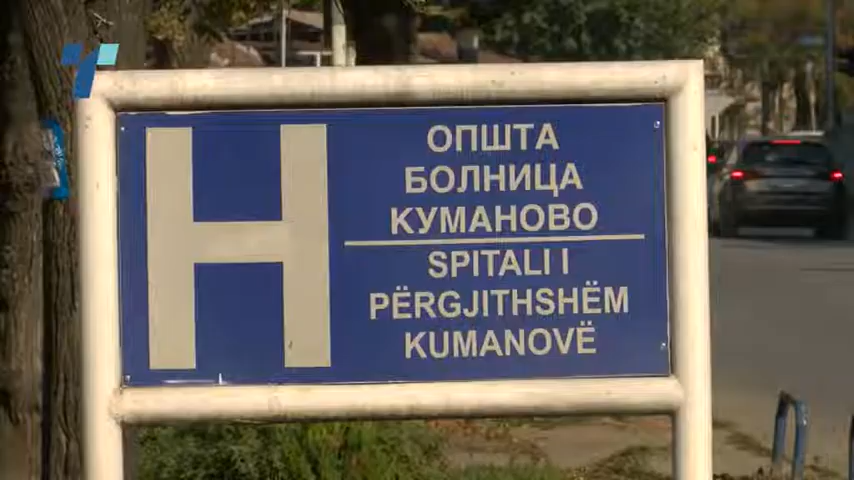 H
ОПШТА
БОЛНИЦА
КУМАНОВО
SPITALI I
PËRGJITHSHËM
KUMANOVË